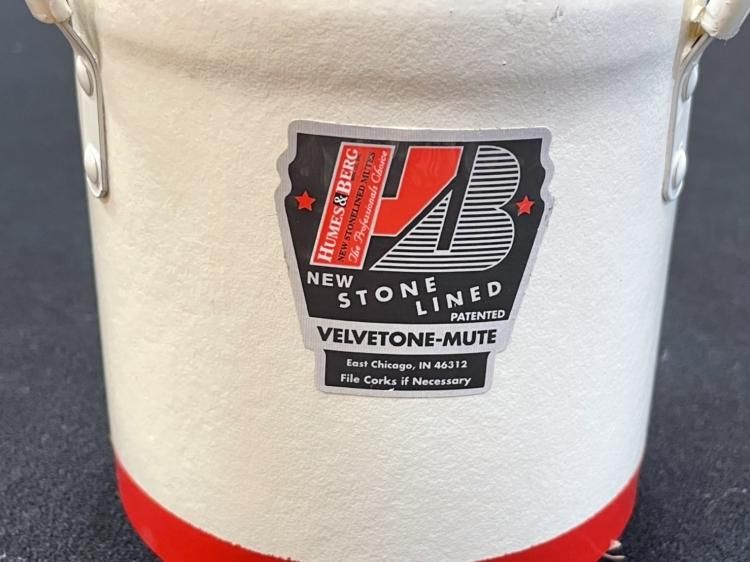 HUMES & BERG
NEW STONELINED MUTES
The Professionals Choice
HB
NEW
STONE
LINED
PATENTED
VELVETONE-MUTE
East Chicago, IN 46312
File Corks if Necessary